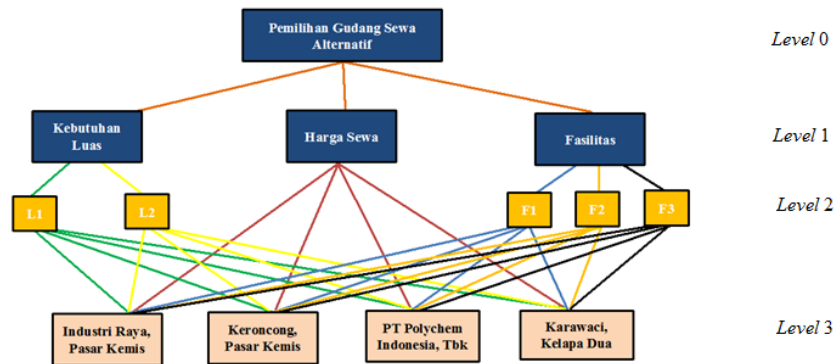 Pemilihan Gudang Sewa
Alternatif
Level 0
Kebutuhan
Luas
Harga Sewa
Fasilitas
Level 1
L1
L2
F1
F2
F3
Level 2
Industri Raya,
Pasar Kemis
Keroncong,
Pasar Kemis
PT Polychem
Indonesia, Tbk
Karawaci,
Kelapa Dua
Level 3